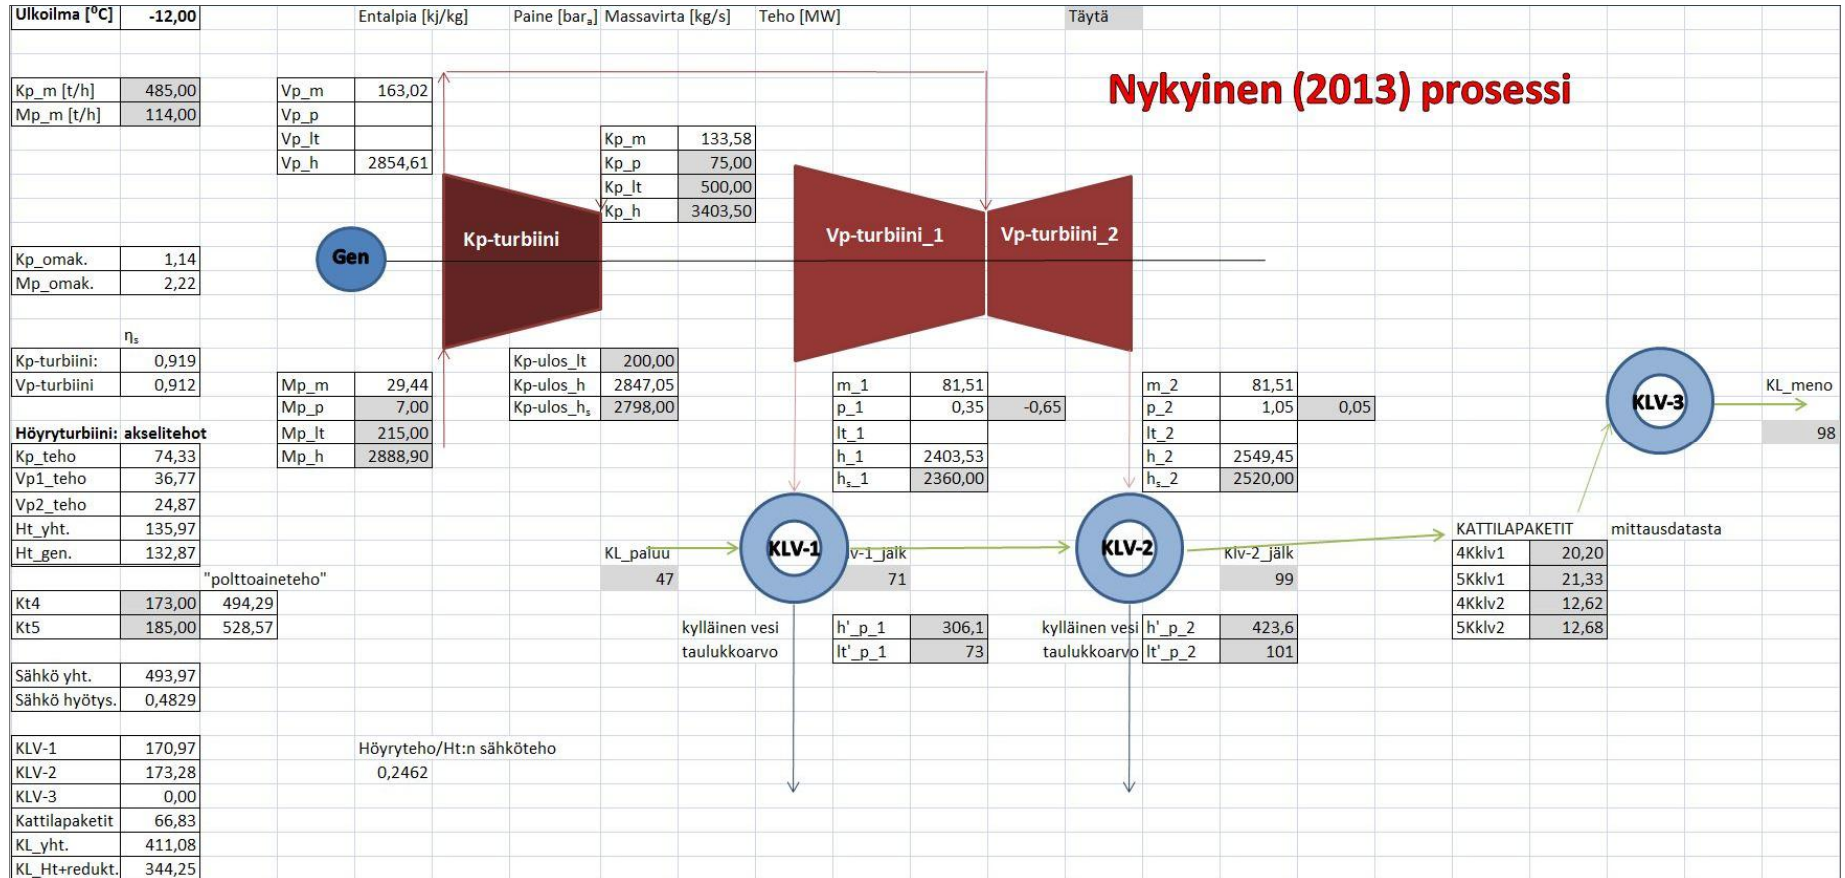 Ulkoilma [⁰C] -12,00 Entalpia [kj/kg] Paine [barₐ] Massavirta [kg/s] Teho [MW] Täytä
Nykyinen (2013) prosessi
Kp_m [t/h] 485,00 Vp_m 163,02
Mp_m [t/h] 114,00 Vp_p
Vp_lt Kp_m 133,58
Vp_h 2854,61 Kp_p 75,00
Kp_lt 500,00
Kp_h 3403,50
Kp-turbiini Vp-turbiini_1 Vp-turbiini_2
Gen
Kp_omak. 1,14
Mp_omak. 2,22
ηₛ
Kp-turbiini: 0,919 Kp-ulos_lt 200,00
Vp-turbiini 0,912 Mp_m 29,44 Kp-ulos_h 2847,05 m_1 81,51 m_2 81,51 KL_meno
Mp_p 7,00 Kp-ulos_hₛ 2798,00 p_1 0,35 -0,65 p_2 1,05 0,05 KLV-3
Höyryturbiini: akselitehot Mp_lt 215,00 lt_1 lt_2 98
Kp_teho 74,33 Mp_h 2888,90 h_1 2403,53 h_2 2549,45
Vp1_teho 36,77 hₛ_1 2360,00 hₛ_2 2520,00
Vp2_teho 24,87
Ht_yht. 135,97 KATTILAPAKETIT mittausdatasta
Ht_gen. 132,87 KL_paluu KLV-1 v-1_jälk KLV-2 Klv-2_jälk 4Kklv1 20,20
"polttoaineteho" 47 71 99 5Kklv1 21,33
Kt4 173,00 494,29 4Kklv2 12,62
Kt5 185,00 528,57 kylläinen vesi h'_p_1 306,1 kylläinen vesi h'_p_2 423,6 5Kklv2 12,68
taulukkoarvo lt'_p_1 73 taulukkoarvo lt'_p_2 101
Sähkö yht. 493,97
Sähkö hyötys. 0,4829
KLV-1 170,97 Höyryteho/Ht:n sähköteho
KLV-2 173,28 0,2462
KLV-3 0,00
Kattilapaketit 66,83
KL_yht. 411,08
KL_Ht+redukt. 344,25